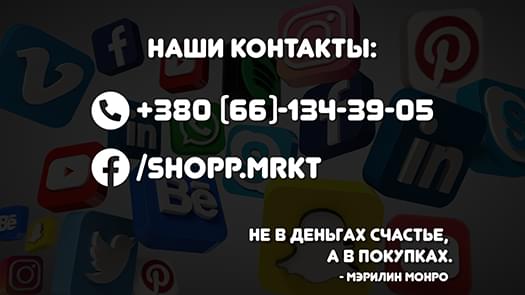 НАШИ КОНТАКТЫ:
+380 (66)-134-39-05
/SHOPP.MRKT
НЕ В ДЕНЬГАХ СЧАСТЬЕ,
А В ПОКУПКАХ.
- МЭРИЛИН МОНРО